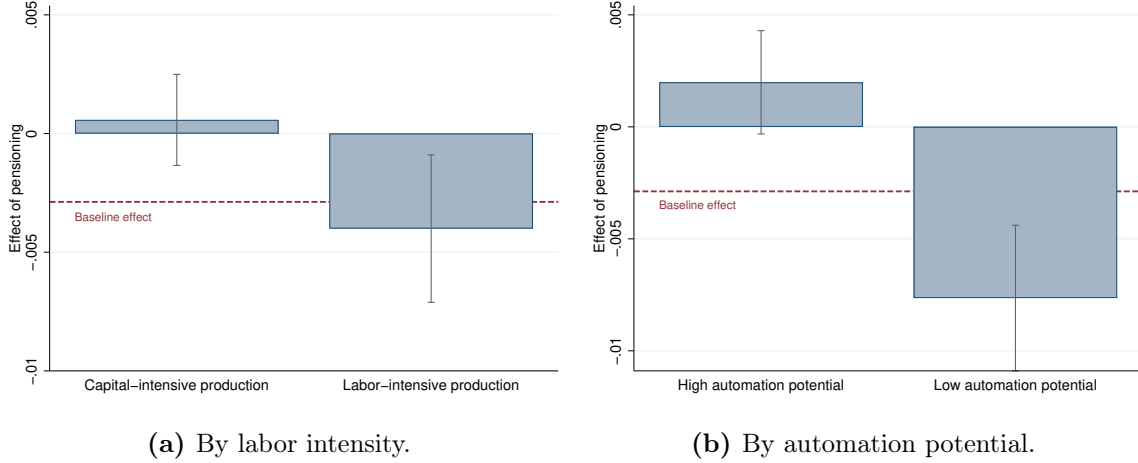 .005
0
-.005
-.01
Effect of pensioning
Baseline effect
Capital-intensive production
Labor-intensive production
(a) By labor intensity.
.005
0
-.005
-.01
Effect of pensioning
Baseline effect
High automation potential
Low automation potential
(b) By automation potential.